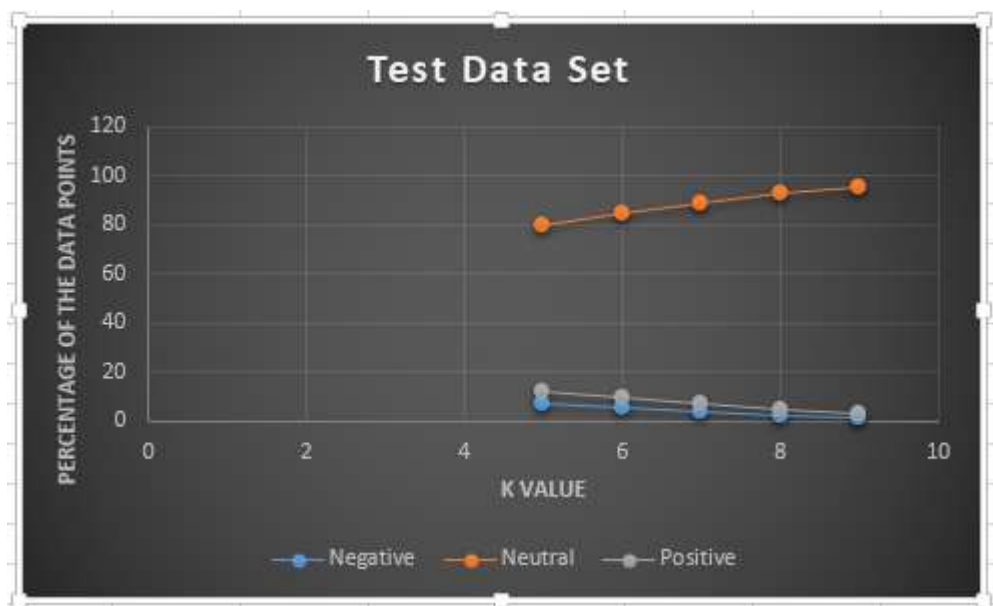 Test Data Set
PERCENTAGE OF THE DATA POINTS
120
100
80
60
40
20
0
0 2 4 6 8 10
K VALUE
Negative Neutral Positive